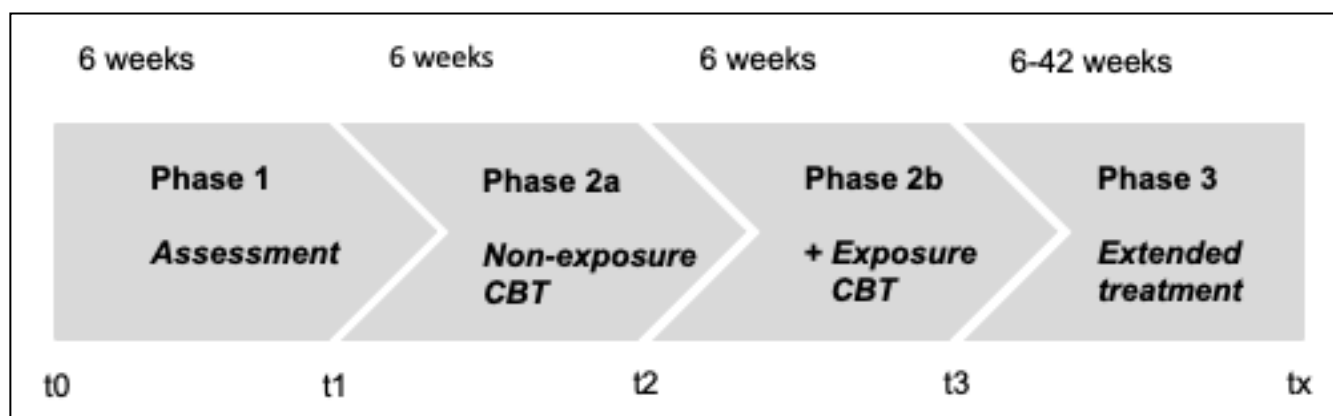 6 weeks 6 weeks 6 weeks 6-42 weeks
Phase 1 Phase 2a Phase 2b Phase 3
Assessment Non-exposure + Exposure Extended
CBT CBT treatment
t0 t1 t2 t3 tx